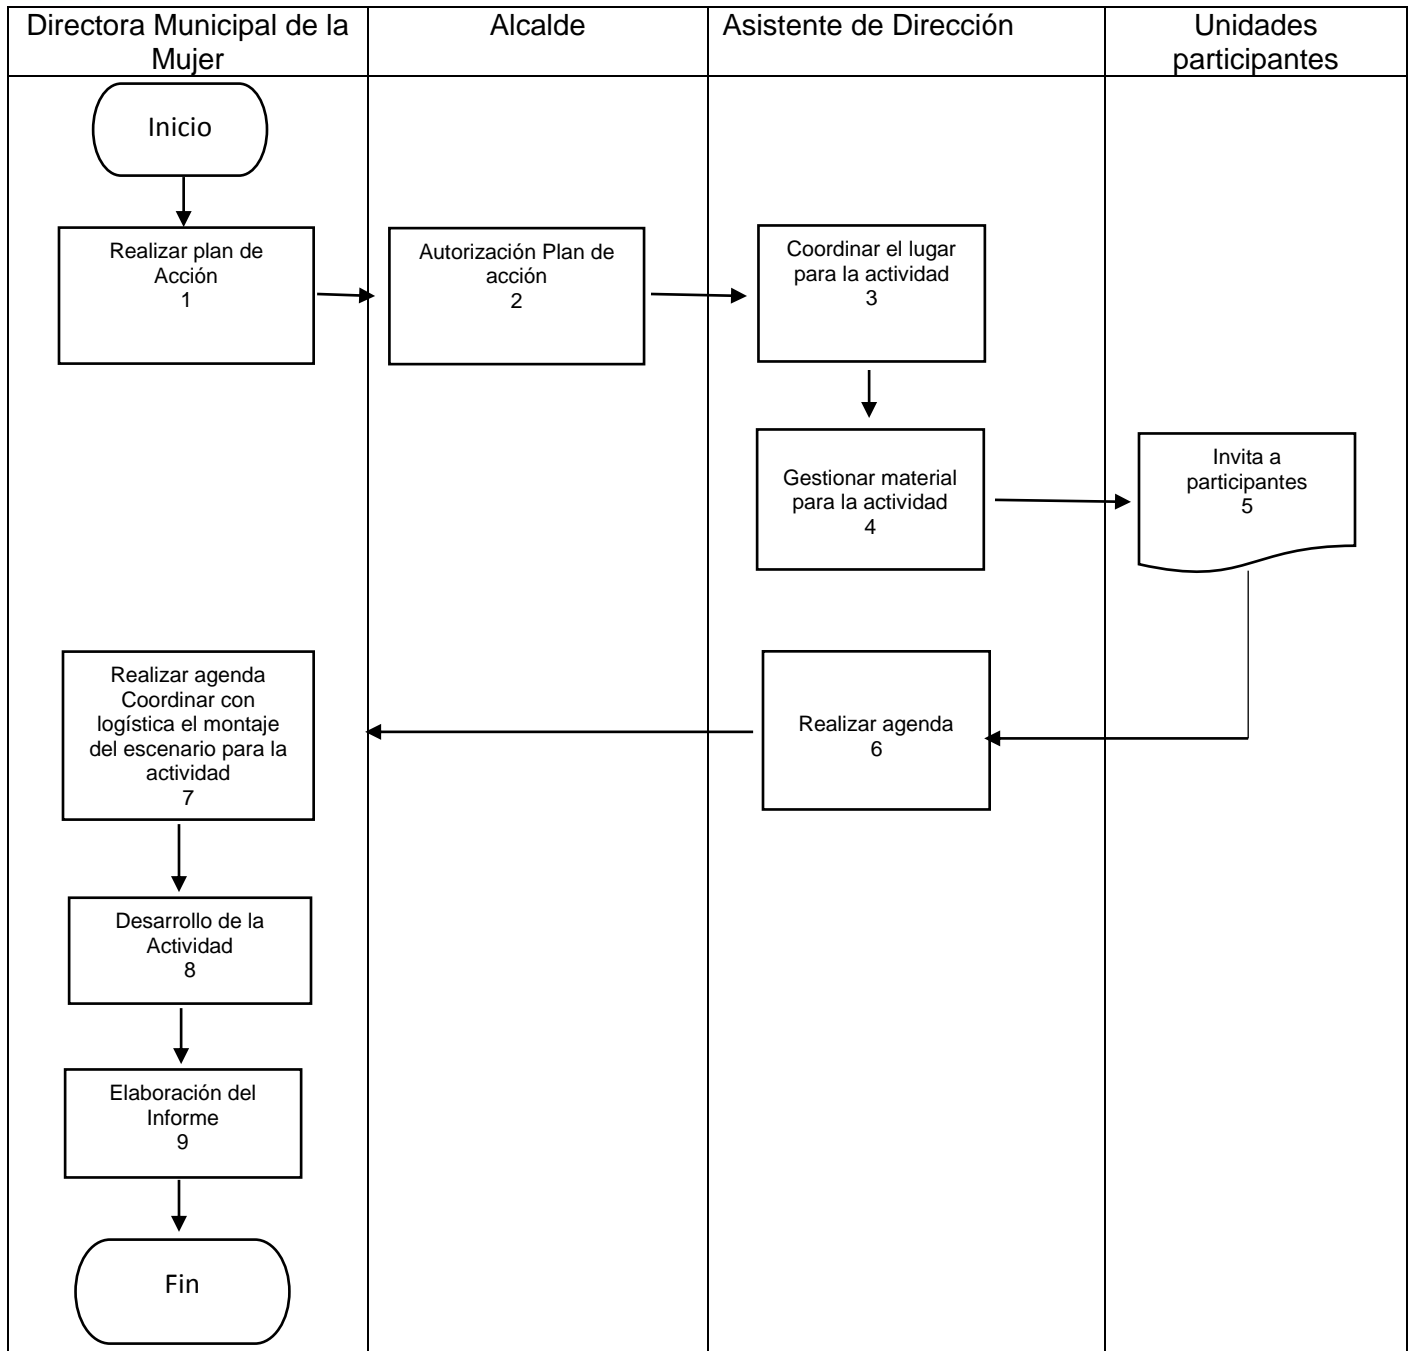 Directora Municipal de la
Mujer
Alcalde
Asistente de Dirección
Unidades
participantes
Inicio
Realizar plan de
Acción
1
Autorización Plan de
acción
2
Coordinar el lugar
para la actividad
3
Gestionar material
para la actividad
4
Invita a
participantes
5
Realizar agenda
6
Realizar agenda
Coordinar con
logística el montaje
del escenario para la
actividad
7
Desarrollo de la
Actividad
8
Elaboración del
Informe
9
Fin